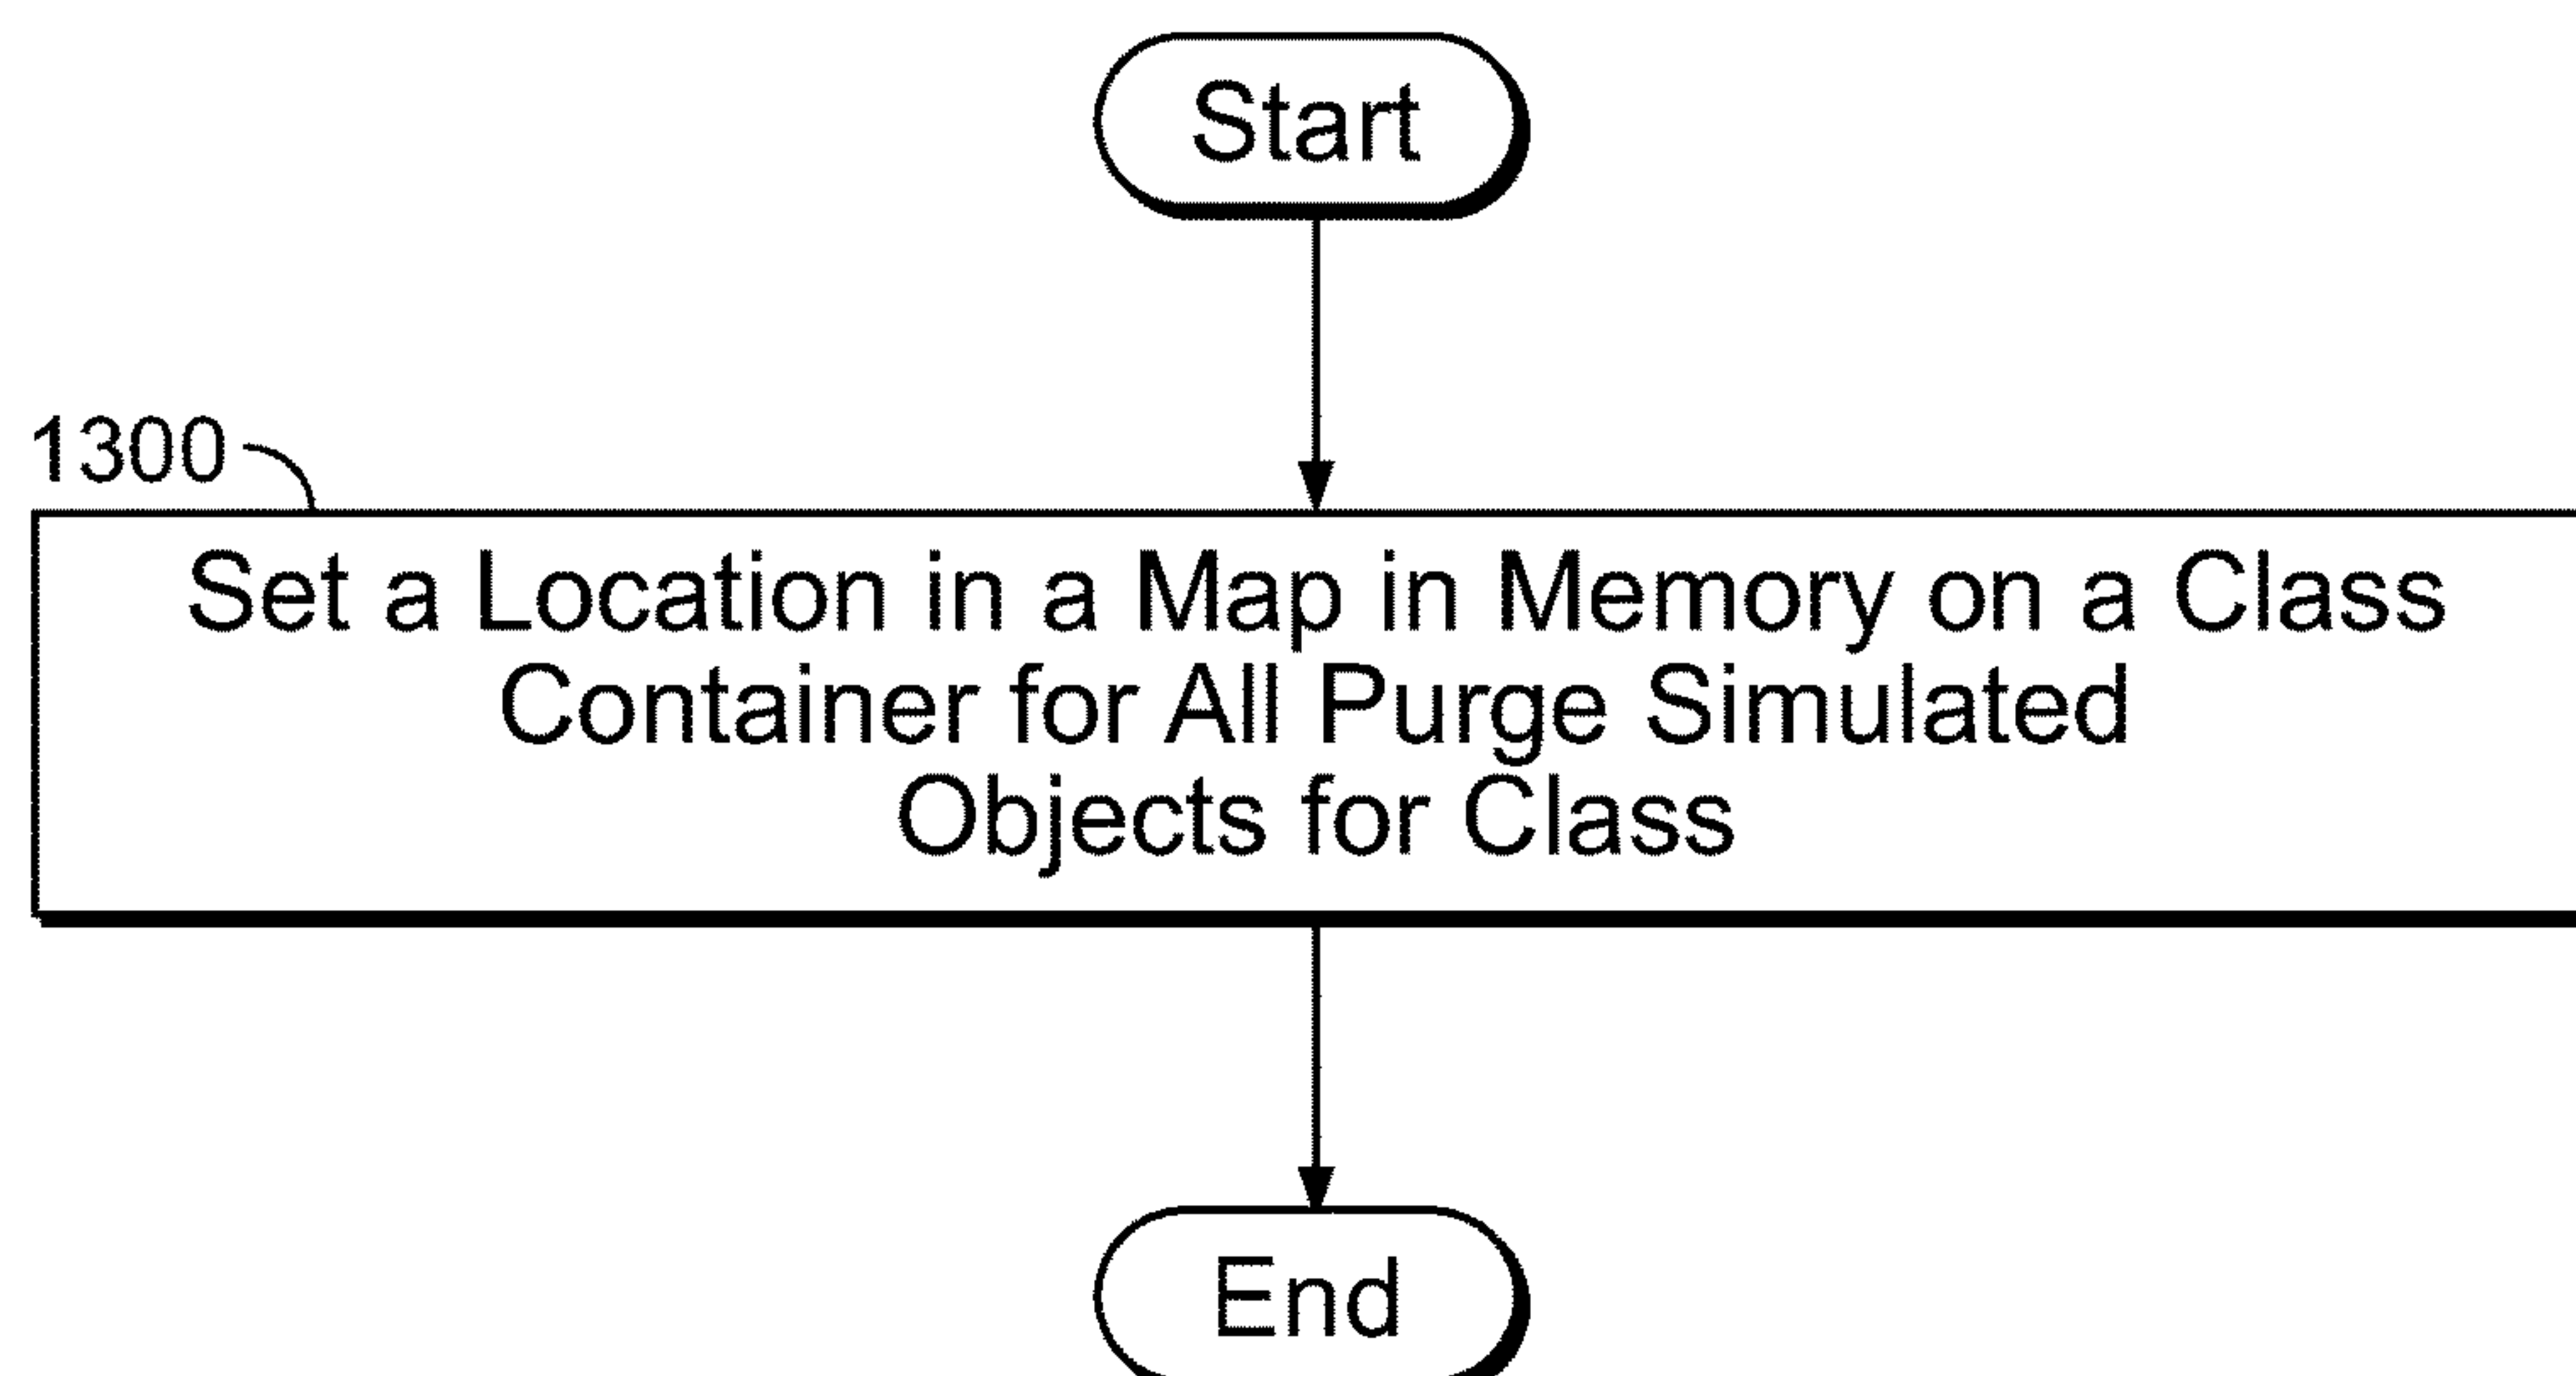 Start
1300
Set a Location in a Map in Memory on a Class
Container for All Purge Simulated
Objects for Class
End